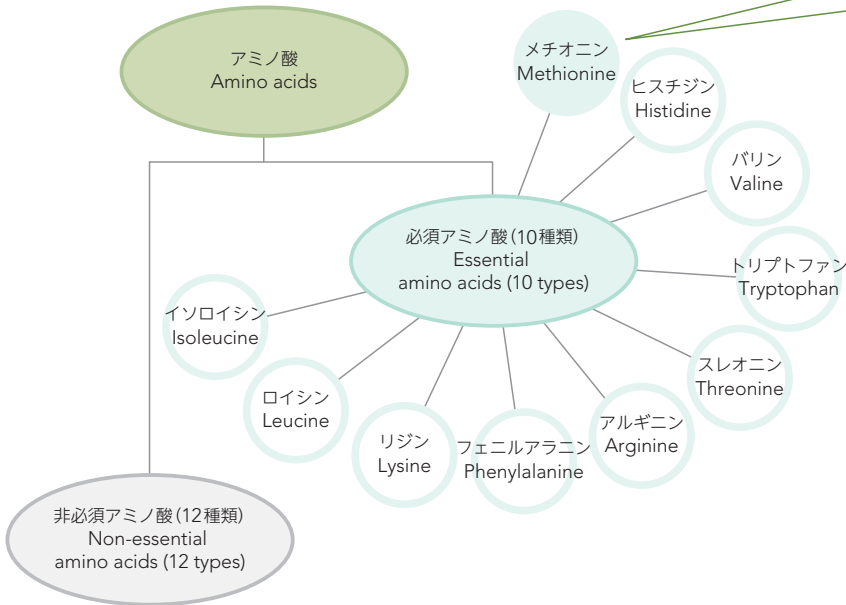 アミノ酸
Amino acids
メチオニン
Methionine
ヒスチジン
Histidine
バリン
Valine
必須アミノ酸(10種類)
Essential
amino acids (10 types)
トリプトファン
Tryptophan
イソロイシン
Isoleucine
スレオニン
Threonine
ロイシン
Leucine
アルギニン
Arginine
リジン
Lysine
フェニルアラニン
Phenylalanine
非必須アミノ酸(12種類)
Non-essential
amino acids (12 types)